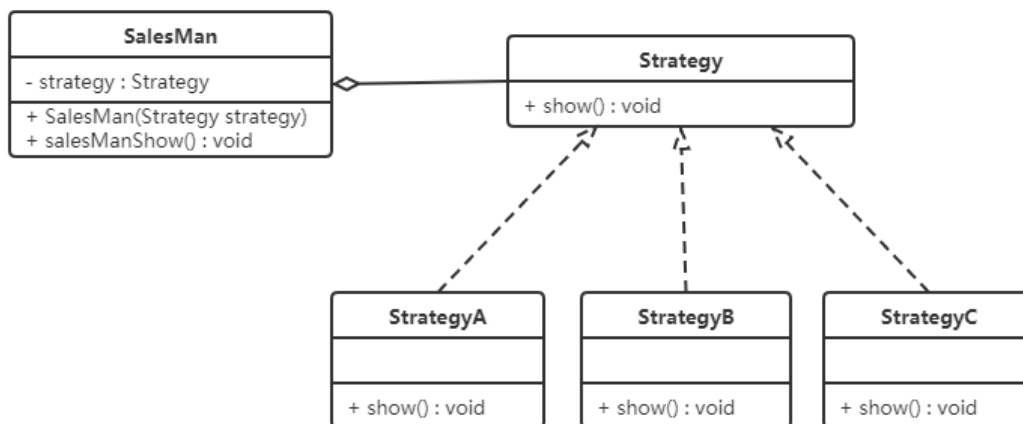 SalesMan
- strategy : Strategy
+ SalesMan(Strategy strategy)
+ salesManShow() : void
Strategy
+ show() : void
StrategyA
+ show() : void
StrategyB
+ show() : void
StrategyC
+ show() : void